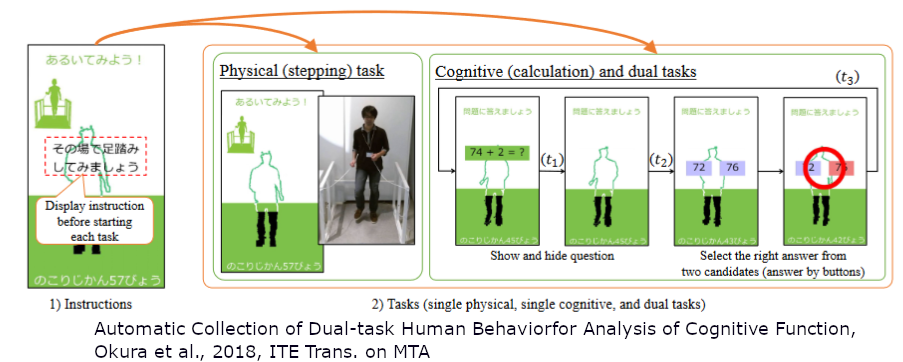 あるいてみよう！
その場で足踏み
してみましょう
Display instruction
before starting
each task
のこりじかん57びょう
1) Instructions
Physical (stepping) task
あるいてみよう！
のこりじかん57びょう
Cognitive (calculation) and dual tasks
(t3)
問題に答えましょう
74 + 2 = ?
のこりじかん45びょう
(t1)
問題に答えましょう
のこりじかん45びょう
(t2)
問題に答えましょう
72 76
のこりじかん43びょう
問題に答えましょう
2 76
のこりじかん42びょう
Show and hide question
Select the right answer from
two candidates (answer by buttons)
2) Tasks (single physical, single cognitive, and dual tasks)
Automatic Collection of Dual-task Human Behaviorfor Analysis of Cognitive Function,
Okura et al., 2018, ITE Trans. on MTA